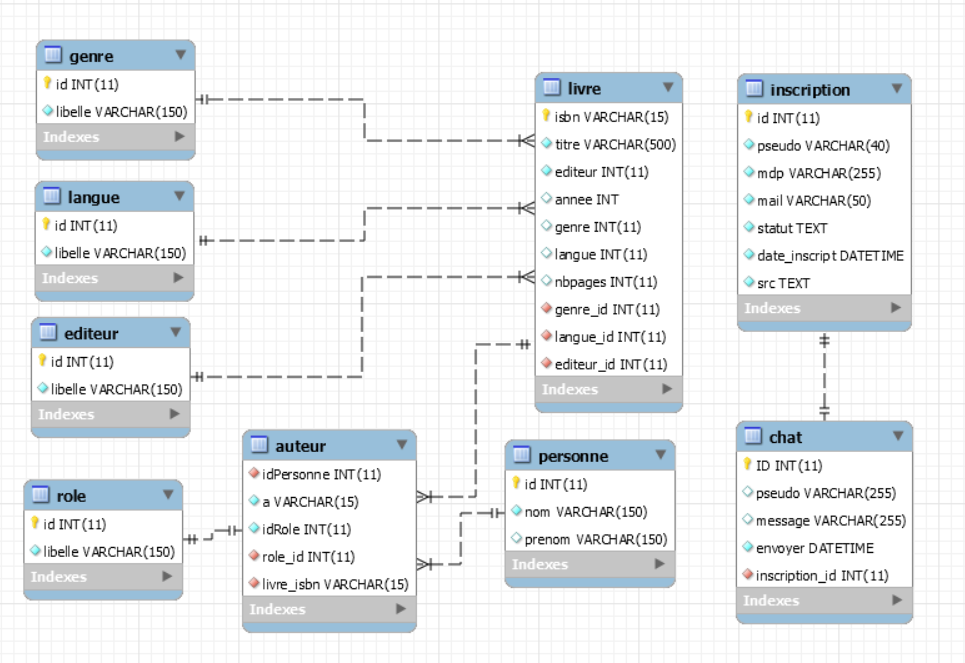 genre
id INT(11)
libelle VARCHAR(150)
Indexes
langue
id INT(11)
libelle VARCHAR(150)
Indexes
editeur
id INT(11)
libelle VARCHAR(150)
Indexes
role
id INT(11)
libelle VARCHAR(150)
Indexes
auteur
idPersonne INT(11)
a VARCHAR(15)
idRole INT(11)
role_id INT(11)
livre_isbn VARCHAR(15)
Indexes
livre
isbn VARCHAR(15)
titre VARCHAR(500)
editeur INT(11)
annee INT
genre INT(11)
langue INT(11)
nbpages INT(11)
genre_id INT(11)
langue_id INT(11)
editeur_id INT(11)
Indexes
personne
id INT(11)
nom VARCHAR(150)
prenom VARCHAR(150)
Indexes
inscription
id INT(11)
pseudo VARCHAR(40)
mdp VARCHAR(255)
mail VARCHAR(50)
statut TEXT
date_inscript DATETIME
src TEXT
Indexes
chat
ID INT(11)
pseudo VARCHAR(255)
message VARCHAR(255)
envoyer DATETIME
inscription_id INT(11)
Indexes